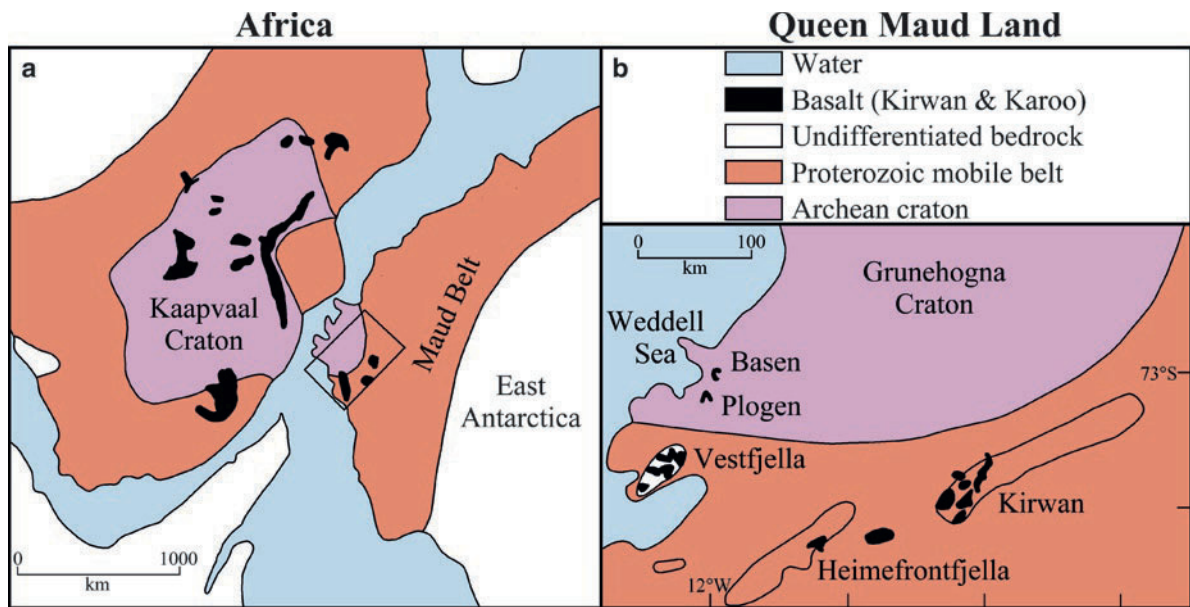 Africa
Queen Maud Land
a
Kaapvaal
Craton
Maud Belt
East
Antarctica
0
1000
km
b
Water
Basalt (Kirwan & Karoo)
Undifferentiated bedrock
Proterozoic mobile belt
Archean craton
0
100
km
Grunehogna
Craton
Weddell
Sea
Basen
73°S
Plogen
Vestfjella
Kirwan
Heimefrontfjella
12°W